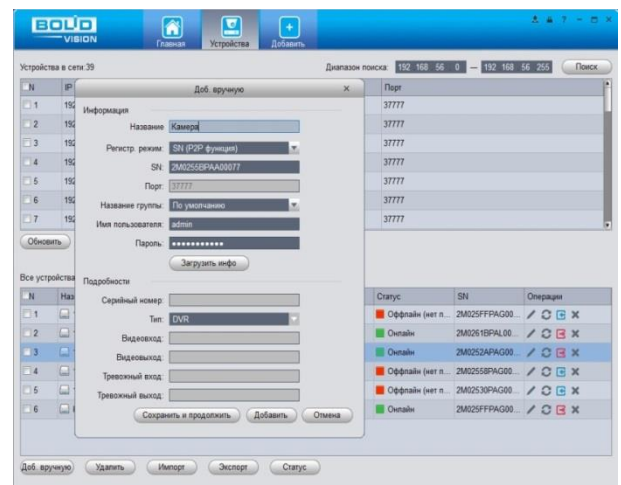 BOLID
VISION
Главная
Устройства
Добавить
Устройства в сети:39
Диапазон поиска: 192 168 56 0 — 192 168 56 255 Поиск
N IP Порт
1 192 37777
2 192 37777
3 192 37777
4 192 37777
5 192 37777
6 192 37777
7 192 37777
Обновить
Доб. вручную
Информация
Название Камера
Регистр. режим: SN (P2P функция)
SN: 2M0255BPAA00077
Порт: 37777
Название группы: По умолчанию
Имя пользователя: admin
Пароль: •••••••••••
Загрузить инфо
Подробности
Серийный номер:
Тип: DVR
Видеовход:
Видеовыход:
Тревожный вход:
Тревожный выход:
Сохранить и продолжить Добавить Отмена
Все устройства
N Наз Статус SN Операции
1 Оффлайн (нет п... 2M025FFPAG00...
2 Онлайн 2M0261BPAL00...
3 Онлайн 2M0252APAG00...
4 Оффлайн (нет п... 2M0255BPAG00...
5 Оффлайн (нет п... 2M02530PAG00...
6 Онлайн 2M025FFPAG00...
Доб. вручную Удалить Импорт Экспорт Статус